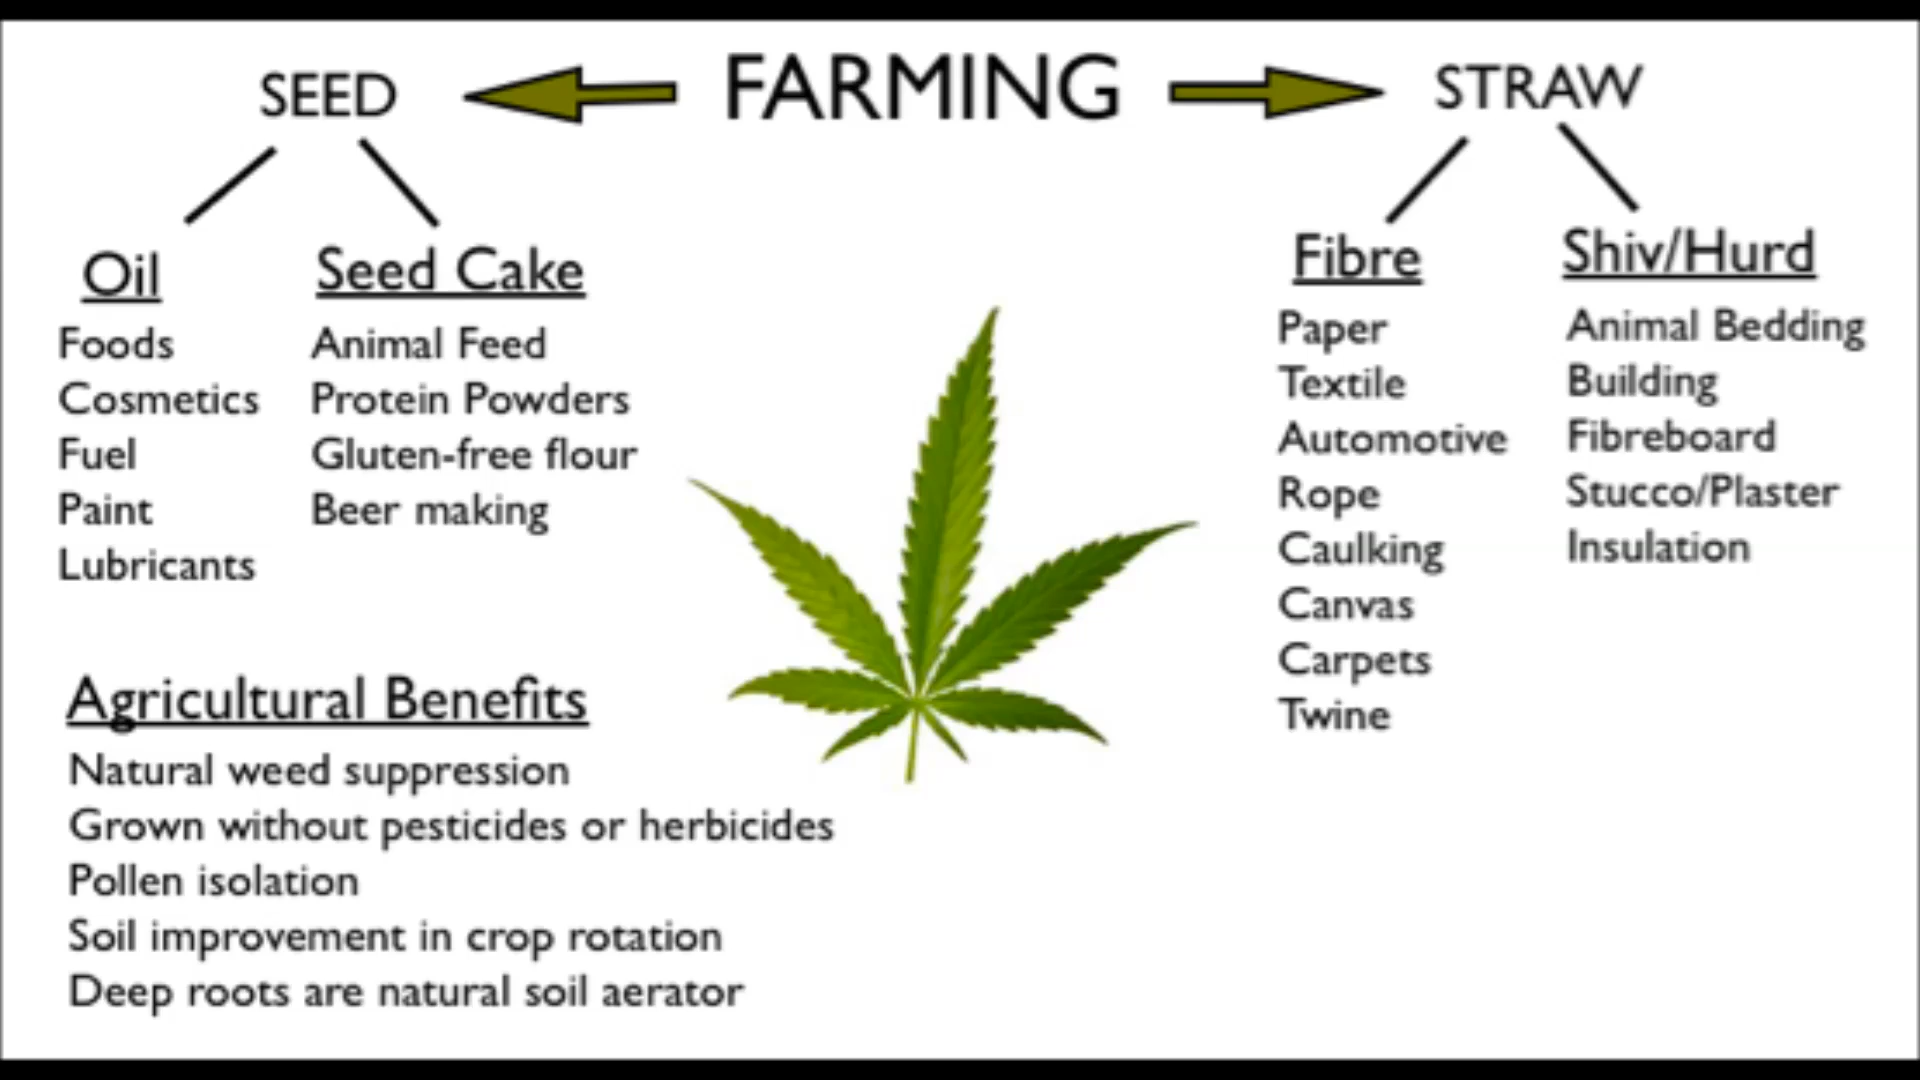 FARMING
SEED
STRAW
Oil
Foods
Cosmetics
Fuel
Paint
Lubricants
Seed Cake
Animal Feed
Protein Powders
Gluten-free flour
Beer making
Fibre
Paper
Textile
Automotive
Rope
Caulking
Canvas
Carpets
Twine
Shiv/Hurd
Animal Bedding
Building
Fibreboard
Stucco/Plaster
Insulation
Agricultural Benefits
Natural weed suppression
Grown without pesticides or herbicides
Pollen isolation
Soil improvement in crop rotation
Deep roots are natural soil aerator